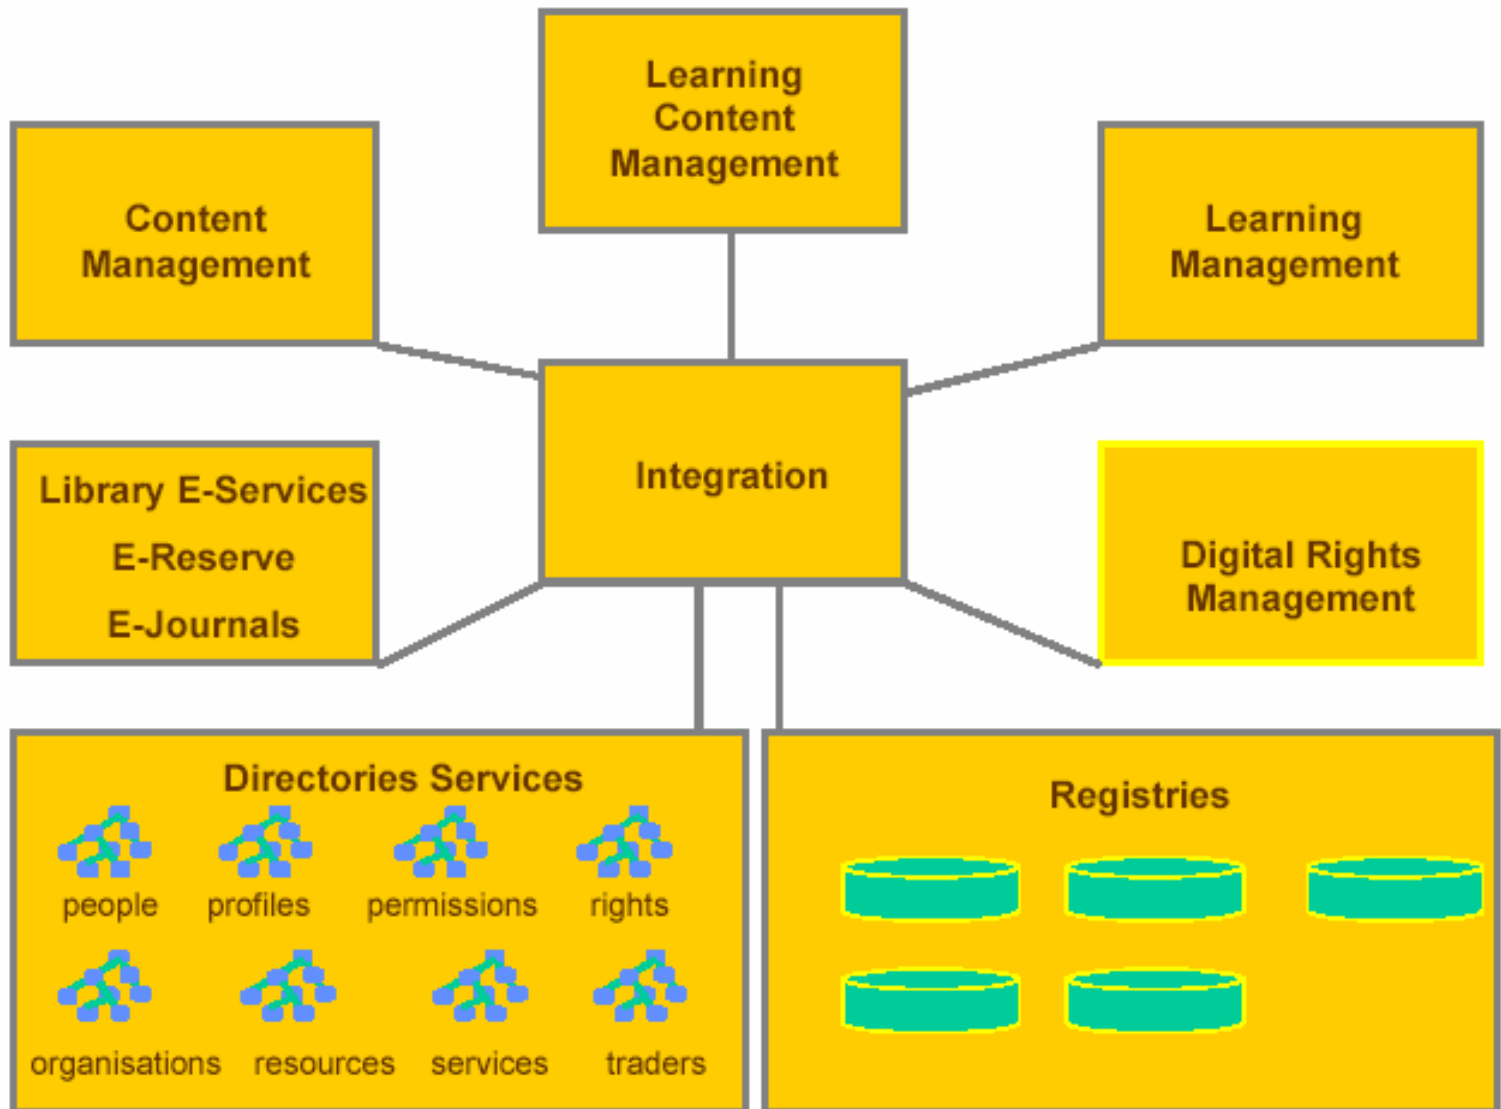 Learning
Content
Management
Content
Management
Learning
Management
Integration
Library E-Services
E-Reserve
E-Journals
Digital Rights
Management
Directories Services
people profiles permissions rights
organisations resources services traders
Registries